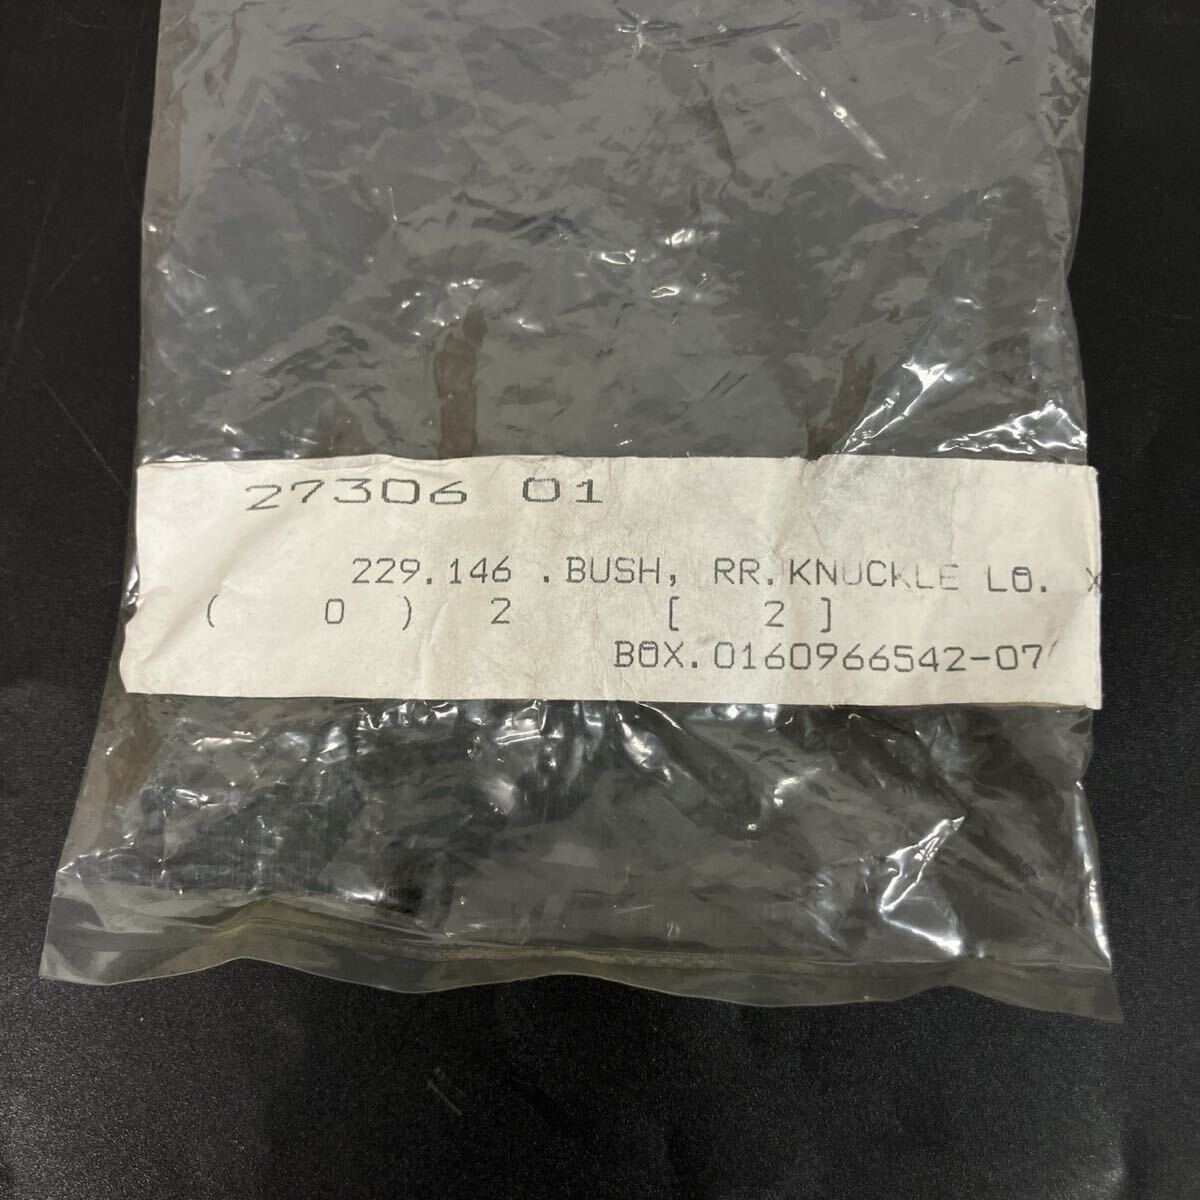 27306 01
229.146 .BUSH, RR.KNUCKLE LO. X
( 0 ) 2 [ 2 ]
BOX.0160966542-07